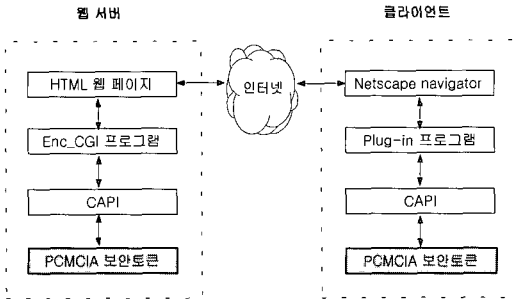 웹 서버
클라이언트
HTML 웹 페이지
인터넷
Netscape navigator
Enc_CGI 프로그램
Plug-in 프로그램
CAPI
CAPI
PCMCIA 보안토큰
PCMCIA 보안토큰